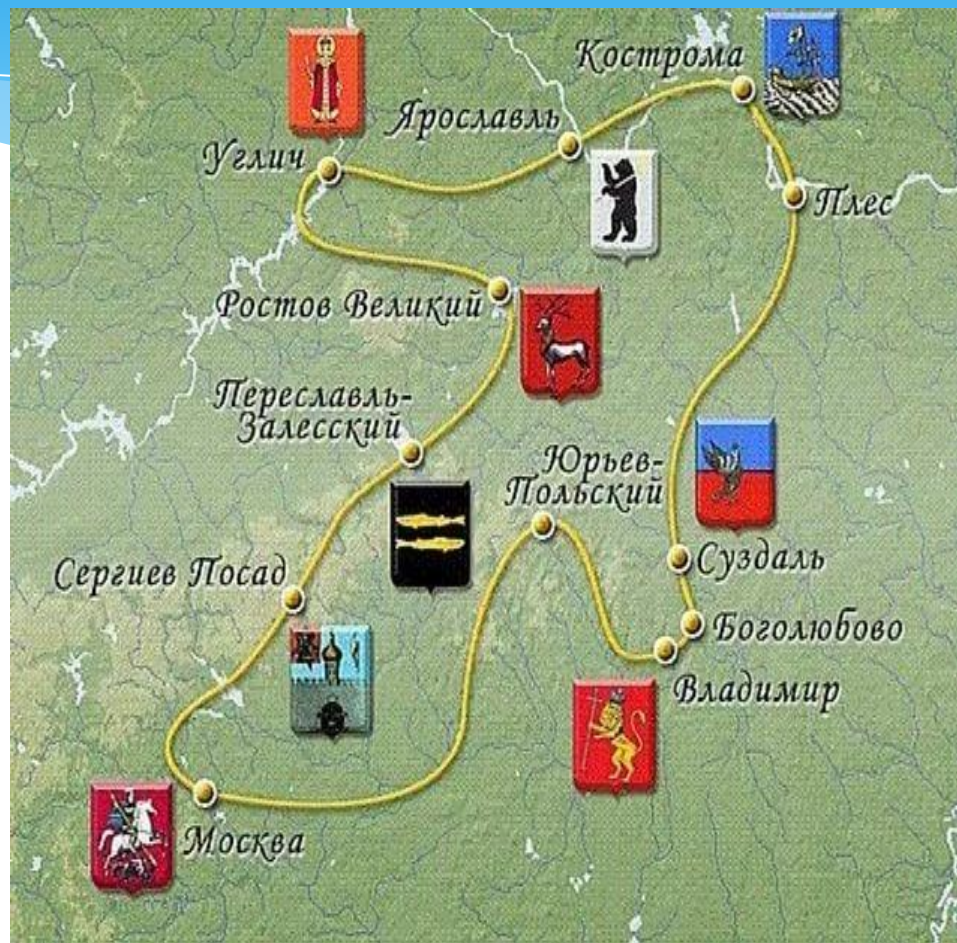 Кострома
Ярославль
Углич
Плес
Ростов Великий
Переславль-
Залесский
Юрьев-
Польский
Сергиев Посад
Суздаль
Боголюбово
Владимир
Москва